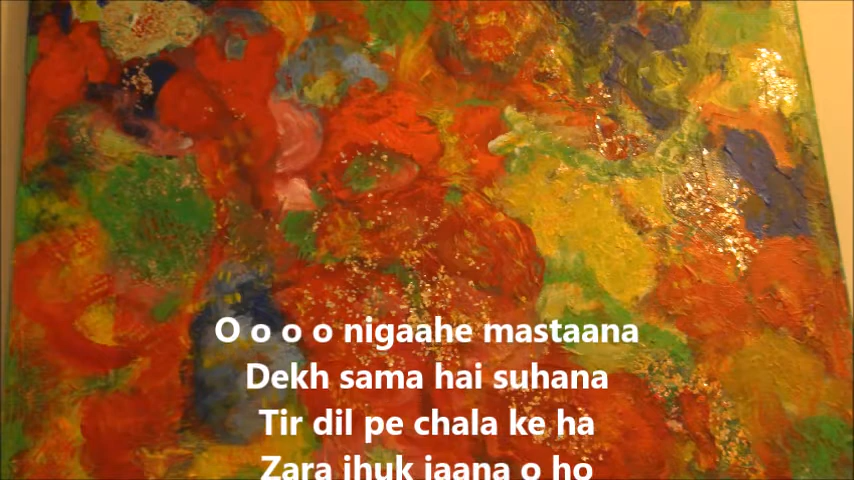 O o o o nigaahe mastaana
Dekh sama hai suhana
Tir dil pe chala ke ha
Zara jhuk jaana o ho